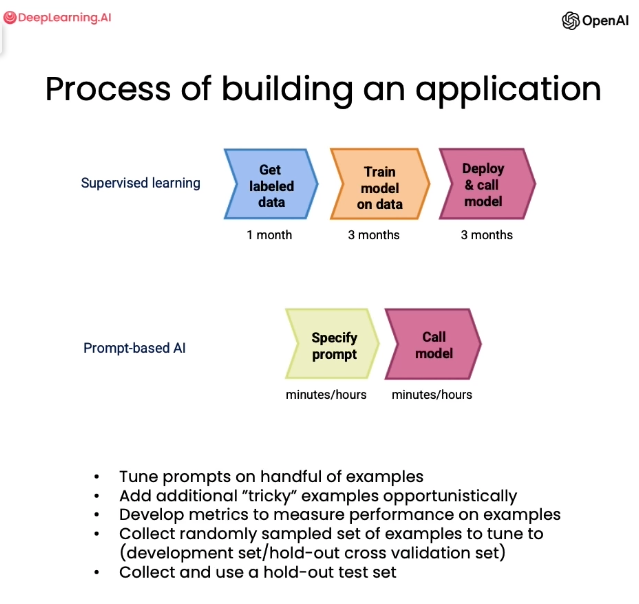 DeepLearning.AI
OpenAI
Process of building an application
Supervised learning
Get
labeled
data
Train
model
on data
Deploy
& call
model
1 month
3 months
3 months
Prompt-based AI
Specify
prompt
Call
model
minutes/hours
minutes/hours
• Tune prompts on handful of examples
• Add additional “tricky” examples opportunistically
• Develop metrics to measure performance on examples
• Collect randomly sampled set of examples to tune to
(development set/hold-out cross validation set)
• Collect and use a hold-out test set